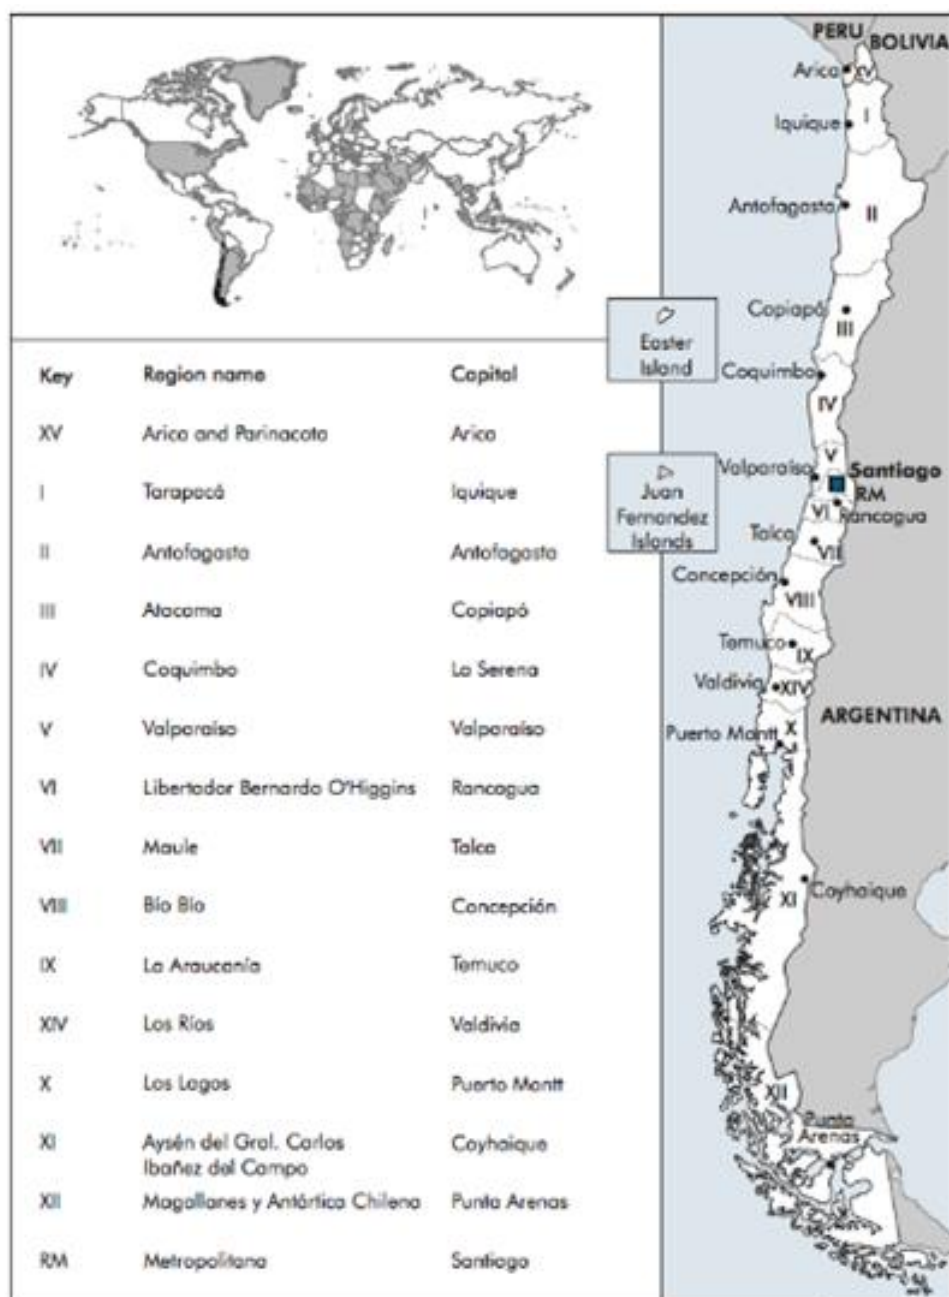 Key Region name Capital
XV Arica and Parinacota Arica
I Tarapacá Iquique
II Antofagasta Antofagasta
III Atacama Copiapó
IV Coquimbo La Serena
V Valparaíso Valparaíso
VI Libertador Bernardo O'Higgins Rancagua
VII Maule Talca
VIII Bío Bío Concepción
IX La Araucanía Temuco
XIV Los Ríos Valdivia
X Los Lagos Puerto Montt
XI Aysén del Gral. Carlos Coyhaique
Ibañez del Campo
XII Magallanes y Antártica Chilena Punta Arenas
RM Metropolitana Santiago
Easter
Island
Juan
Fernandez
Islands
PERU
BOLIVIA
Arica
XV
I
Iquique
Antofagasta
II
Copiapó
III
Coquimbo
IV
V
Valparaíso
Santiago
RM
VI
Rancagua
Talca
VII
Concepción
VIII
Temuco
IX
Valdivia
XIV
ARGENTINA
X
Puerto Montt
XI
Coyhaique
XII
Punta
Arenas